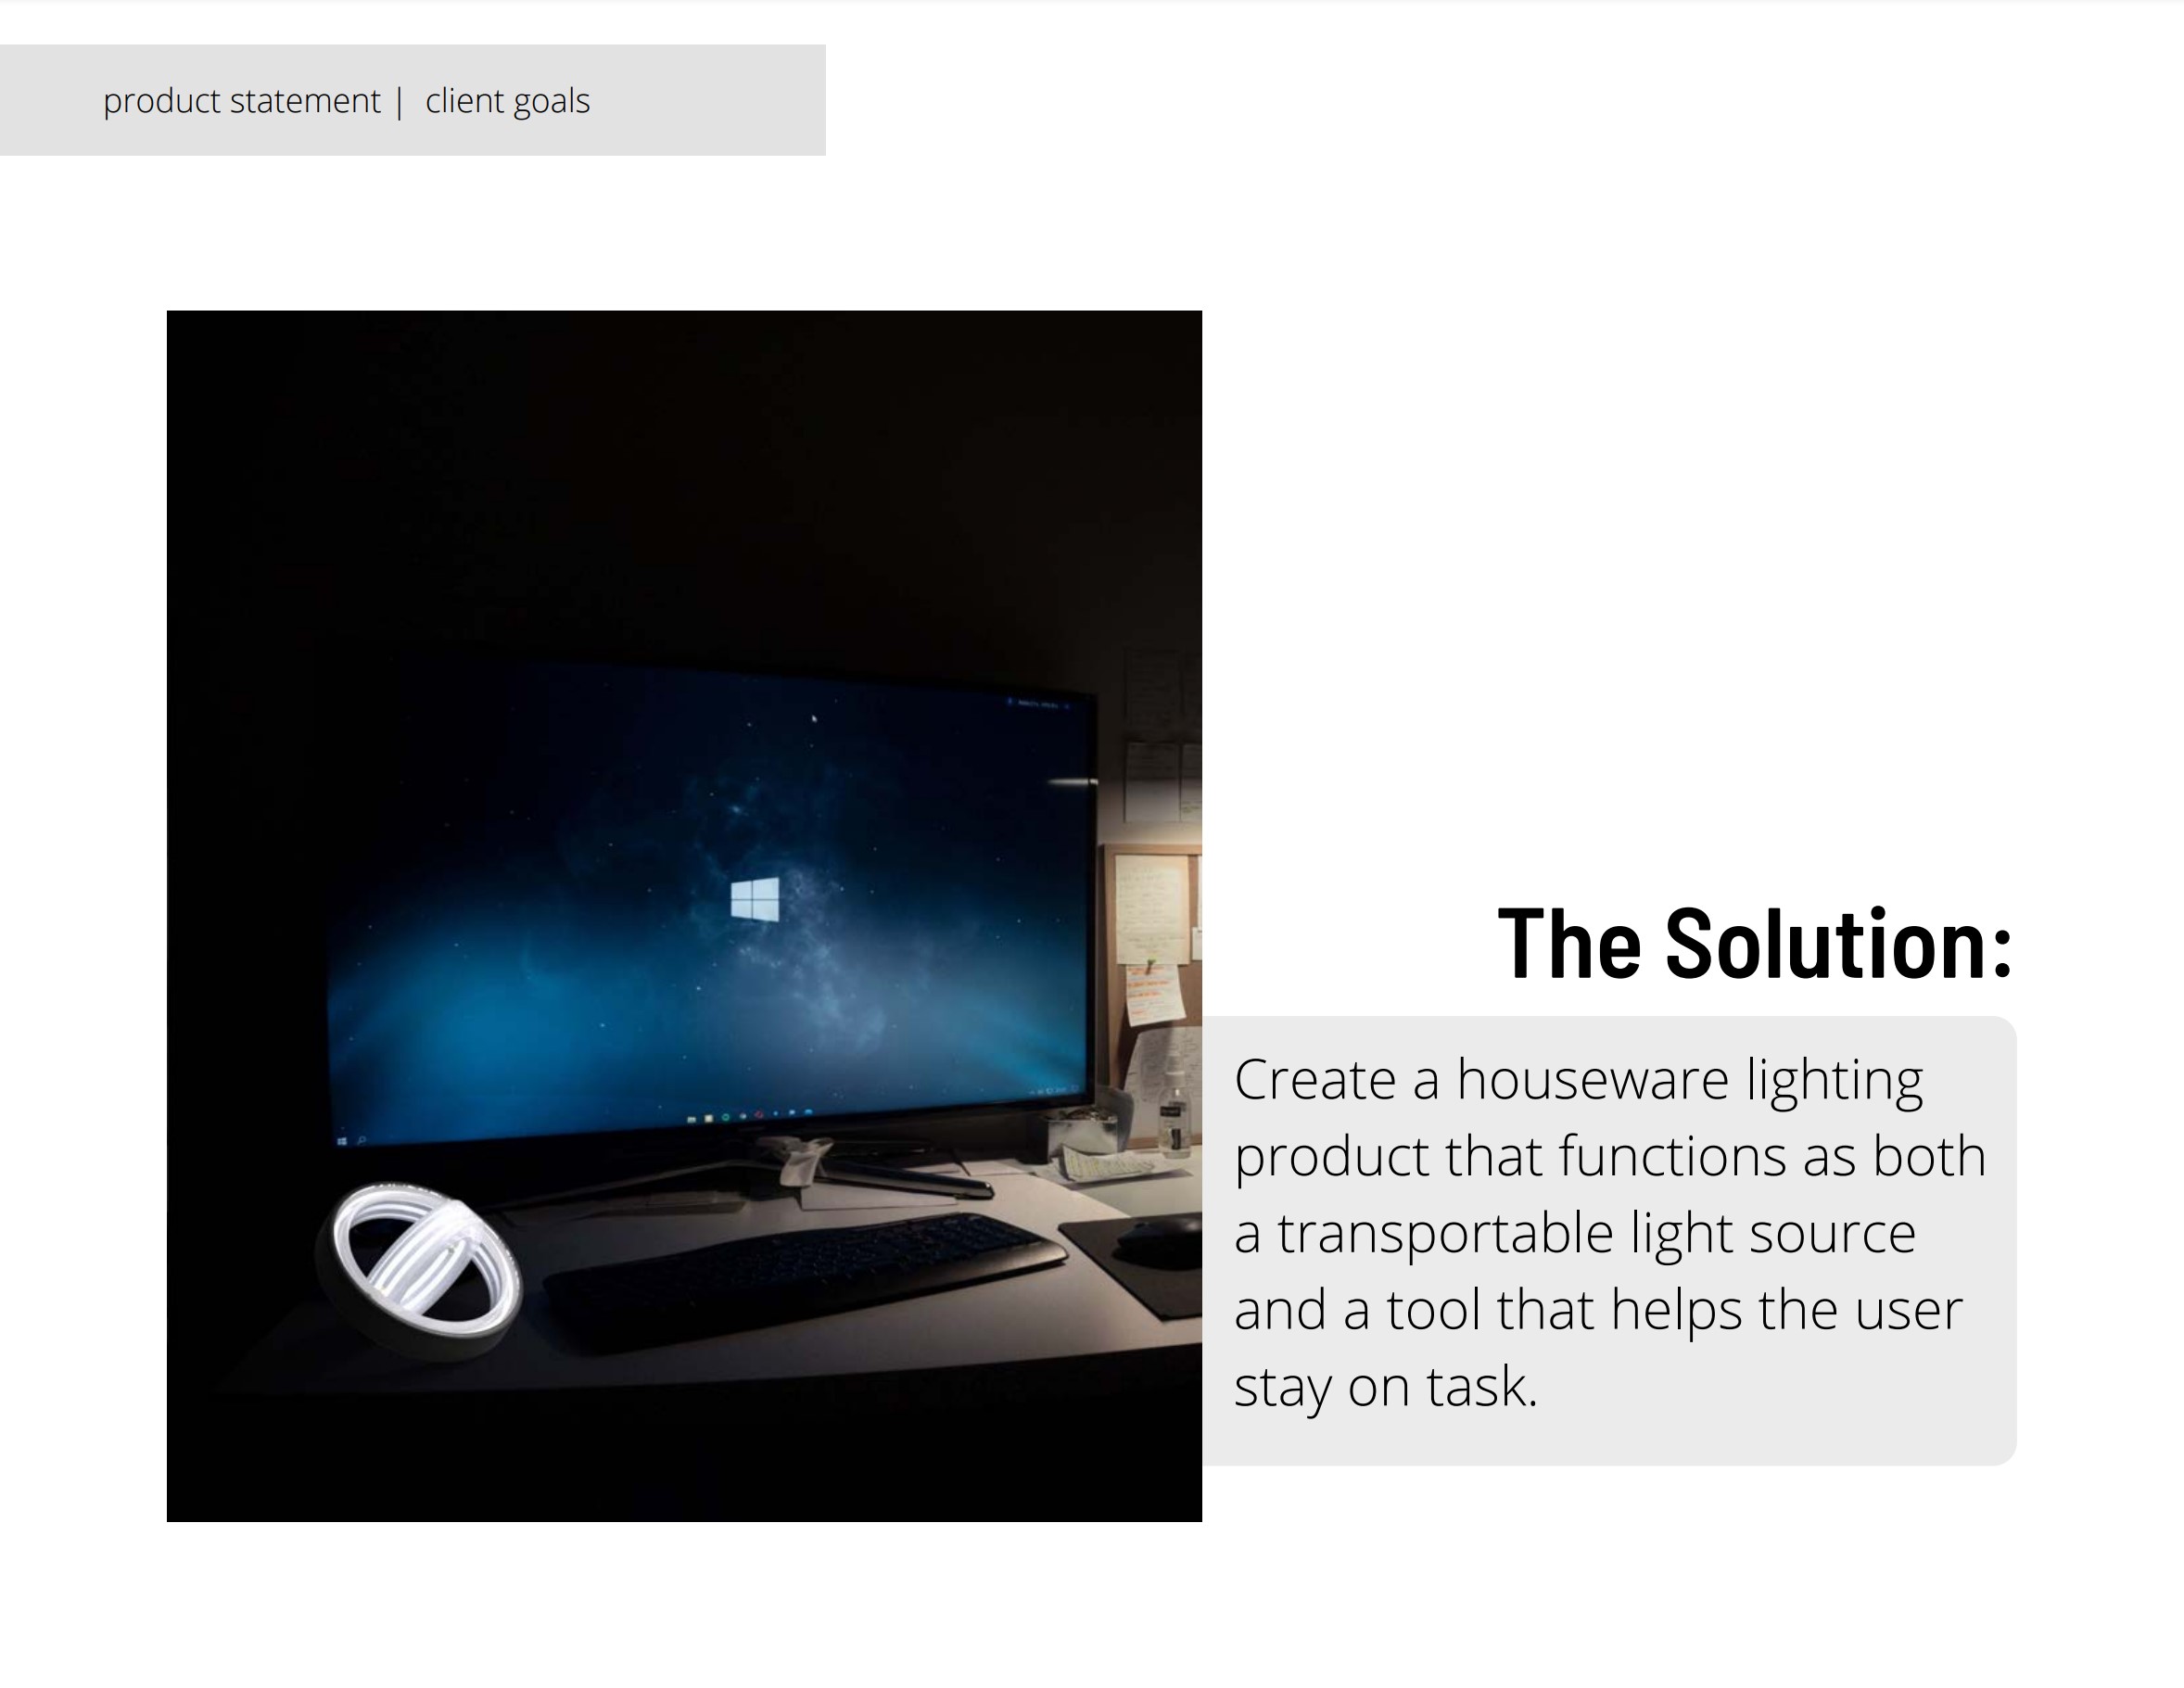 product statement | client goals
The Solution:
Create a houseware lighting
product that functions as both
a transportable light source
and a tool that helps the user
stay on task.